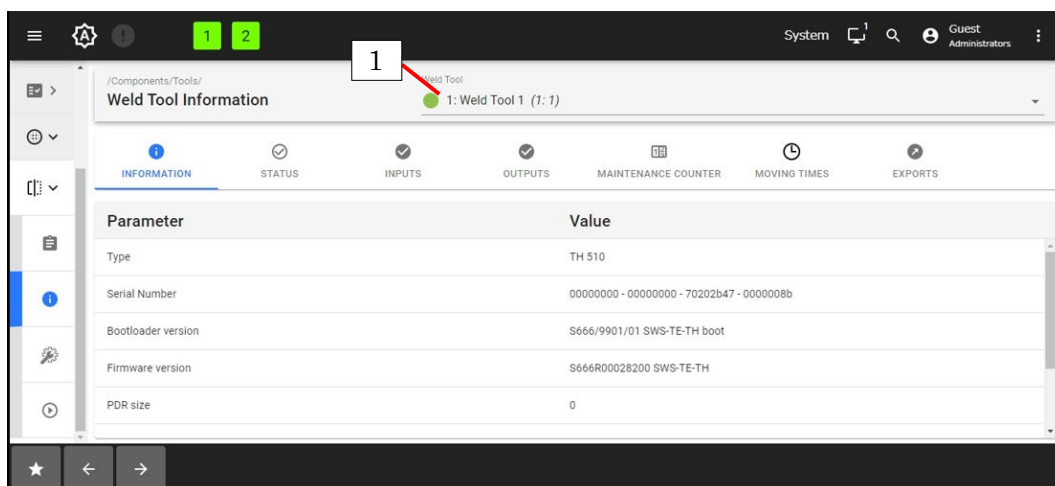 1 2 System 1 Guest
Administrators
1
/Components/Tools/
Weld Tool Information
Weld Tool
1: Weld Tool 1 (1: 1)
INFORMATION STATUS INPUTS OUTPUTS MAINTENANCE COUNTER MOVING TIMES EXPORTS
Parameter Value
Type TH 510
Serial Number 00000000 - 00000000 - 70202b47 - 0000008b
Bootloader version S666/9901/01 SWS-TE-TH boot
Firmware version S666R00028200 SWS-TE-TH
PDR size 0